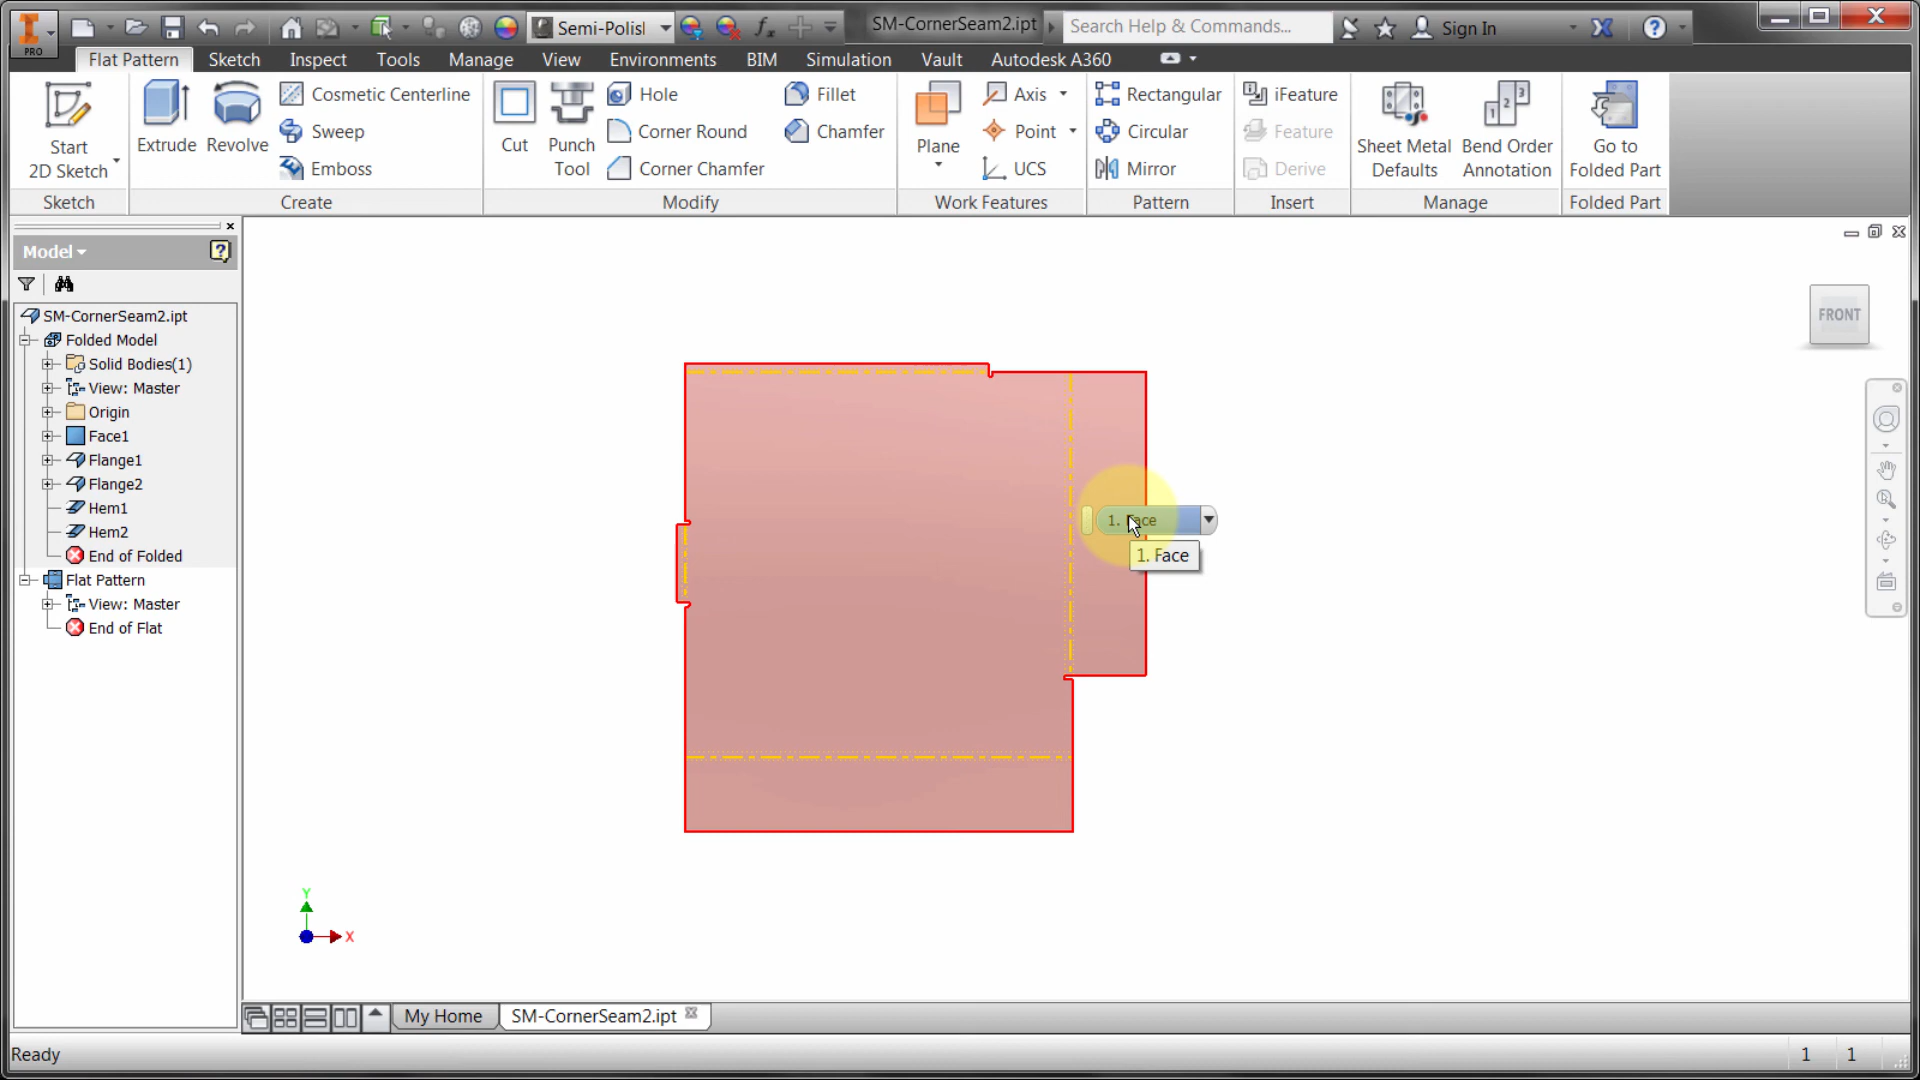 PRO
Semi-Polisl
SM-CornerSeam2.ipt
Search Help & Commands...
Sign In
Flat Pattern
Sketch
Inspect
Tools
Manage
View
Environments
BIM
Simulation
Vault
Autodesk A360
Start
2D Sketch
Extrude
Revolve
Cosmetic Centerline
Sweep
Emboss
Cut
Punch
Tool
Hole
Corner Round
Corner Chamfer
Fillet
Chamfer
Plane
Axis
Point
UCS
Rectangular
Circular
Mirror
iFeature
Feature
Derive
Sheet Metal
Defaults
Bend Order
Annotation
Go to
Folded Part
Sketch
Create
Modify
Work Features
Pattern
Insert
Manage
Folded Part
Model
SM-CornerSeam2.ipt
Folded Model
Solid Bodies(1)
View: Master
Origin
Face1
Flange1
Flange2
Hem1
Hem2
End of Folded
Flat Pattern
View: Master
End of Flat
FRONT
1. Face
1. Face
Y
X
My Home
SM-CornerSeam2.ipt
Ready
1
1